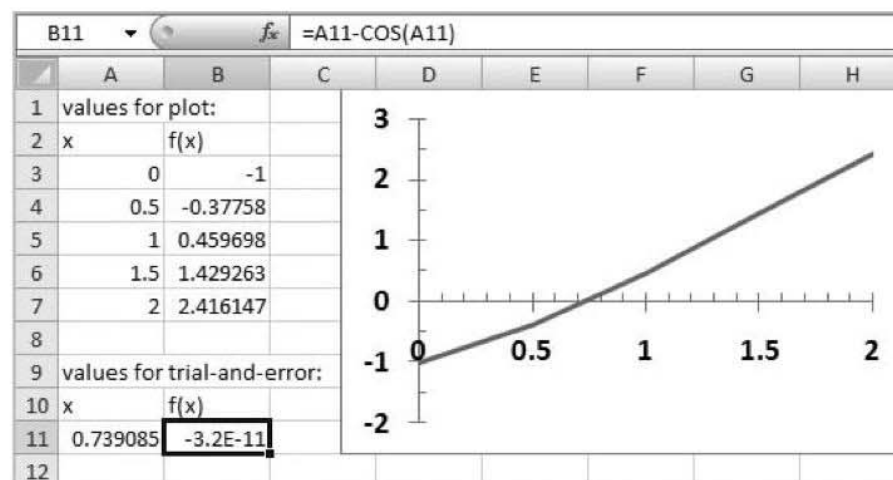 B11 fx =A11-COS(A11)
A B C D E F G H
1 values for plot:
2 x f(x)
3 0 -1
4 0.5 -0.37758
5 1 0.459698
6 1.5 1.429263
7 2 2.416147
8
9 values for trial-and-error:
10 x f(x)
11 0.739085 -3.2E-11
12
3
2
1
0
-1
-2
0 0.5 1 1.5 2